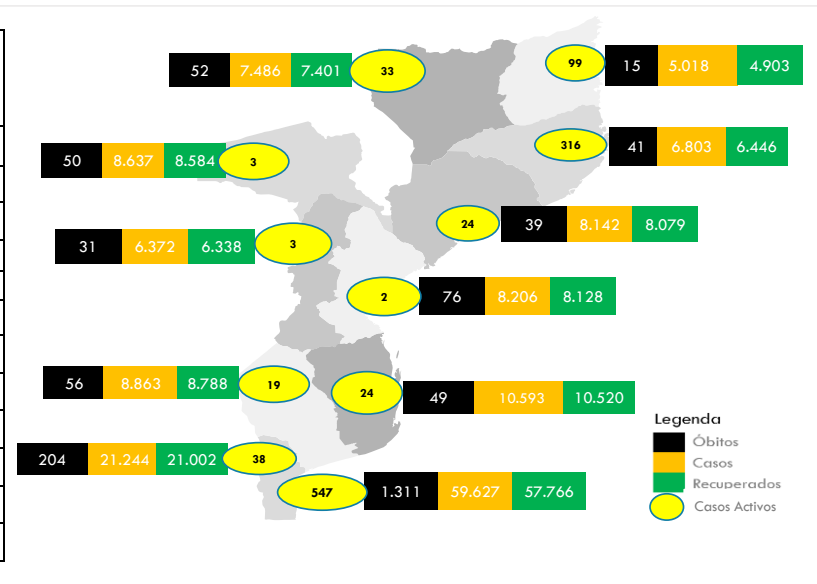 52 7.486 7.401 33
99 15 5.018 4.903
50 8.637 8.584 3
316 41 6.803 6.446
24 39 8.142 8.079
31 6.372 6.338 3
2 76 8.206 8.128
56 8.863 8.788 19
24 49 10.593 10.520
204 21.244 21.002 38
547 1.311 59.627 57.766
Legenda
Óbitos
Casos
Recuperados
Casos Activos